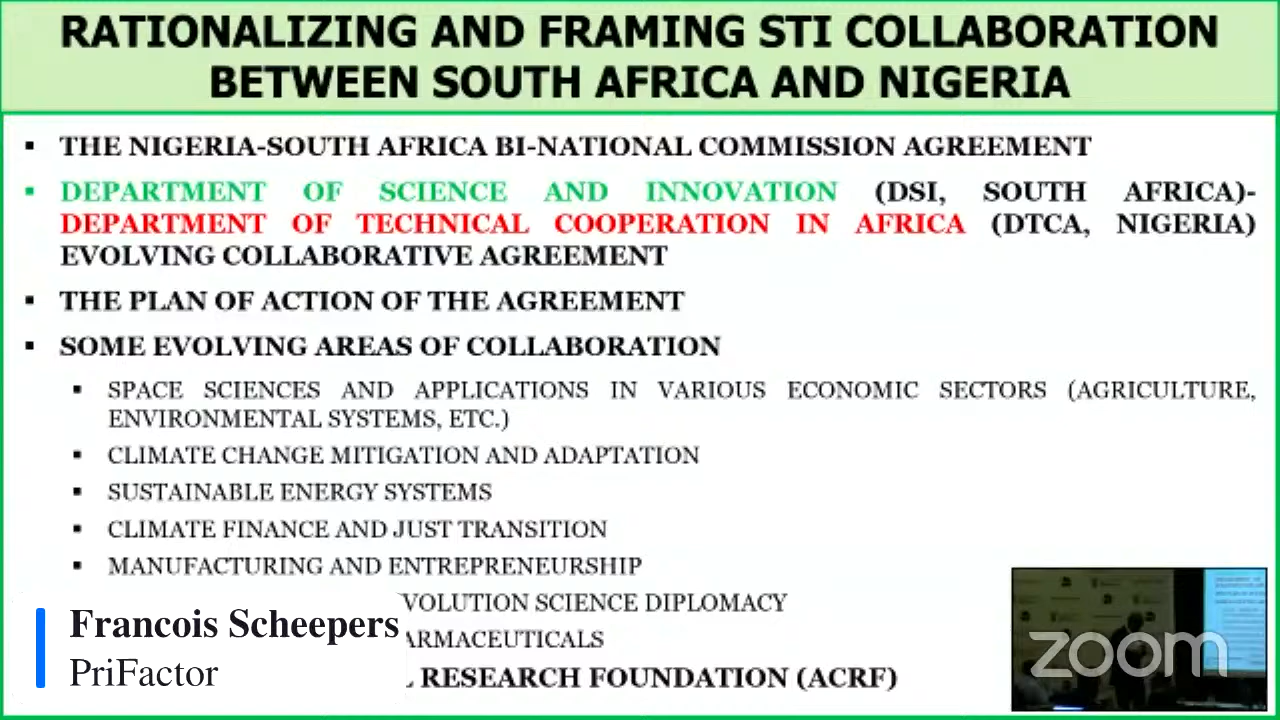 RATIONALIZING AND FRAMING STI COLLABORATION
BETWEEN SOUTH AFRICA AND NIGERIA
▪ THE NIGERIA-SOUTH AFRICA BI-NATIONAL COMMISSION AGREEMENT
▪ DEPARTMENT OF SCIENCE AND INNOVATION (DSI, SOUTH AFRICA)-
DEPARTMENT OF TECHNICAL COOPERATION IN AFRICA (DTCA, NIGERIA)
EVOLVING COLLABORATIVE AGREEMENT
▪ THE PLAN OF ACTION OF THE AGREEMENT
▪ SOME EVOLVING AREAS OF COLLABORATION
▪ SPACE SCIENCES AND APPLICATIONS IN VARIOUS ECONOMIC SECTORS (AGRICULTURE,
ENVIRONMENTAL SYSTEMS, ETC.)
▪ CLIMATE CHANGE MITIGATION AND ADAPTATION
▪ SUSTAINABLE ENERGY SYSTEMS
▪ CLIMATE FINANCE AND JUST TRANSITION
▪ MANUFACTURING AND ENTREPRENEURSHIP
VOLUTION SCIENCE DIPLOMACY
ARMACEUTICALS
RESEARCH FOUNDATION (ACRF)
Francois Scheepers
PriFactor
zoom